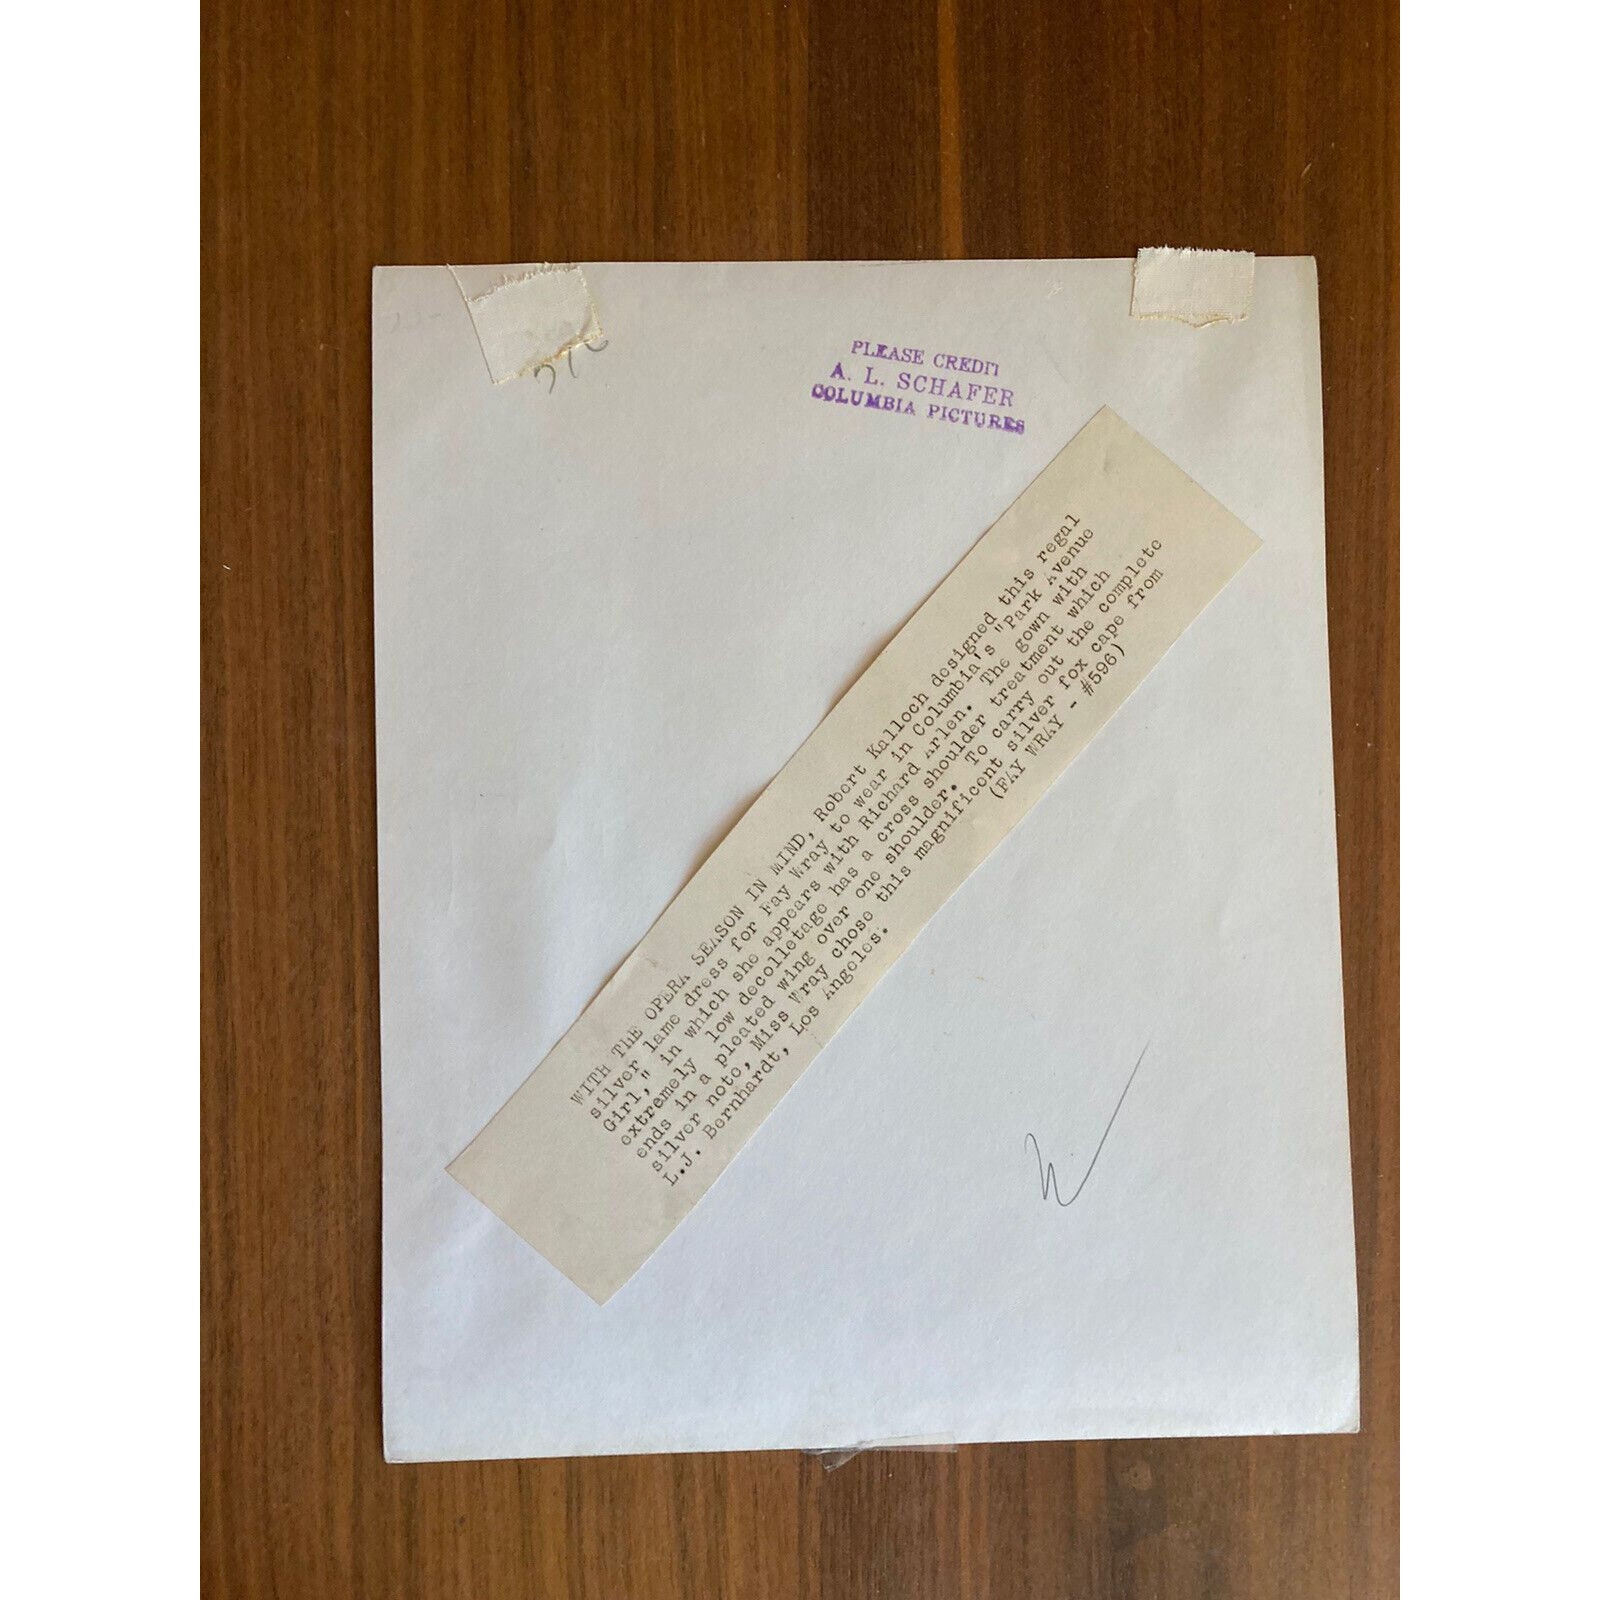 PLEASE CREDIT
A. L. SCHAFER
COLUMBIA PICTURES
WITH THE OPERA SEASON IN MIND, Robert Kalloch designed this regal
silver lame dress for Fay Wray to wear in Columbia's "Park Avenue
Girl," in which she appears with Richard Arlen. The gown with
extremely low decolletage has a cross shoulder treatment which
ends in a pleated wing over one shoulder. To carry out the complete
silver note, Miss Wray chose this magnificent silver fox cape from
L.J. Bernhardt, Los Angeles. (FAY WRAY - #596)